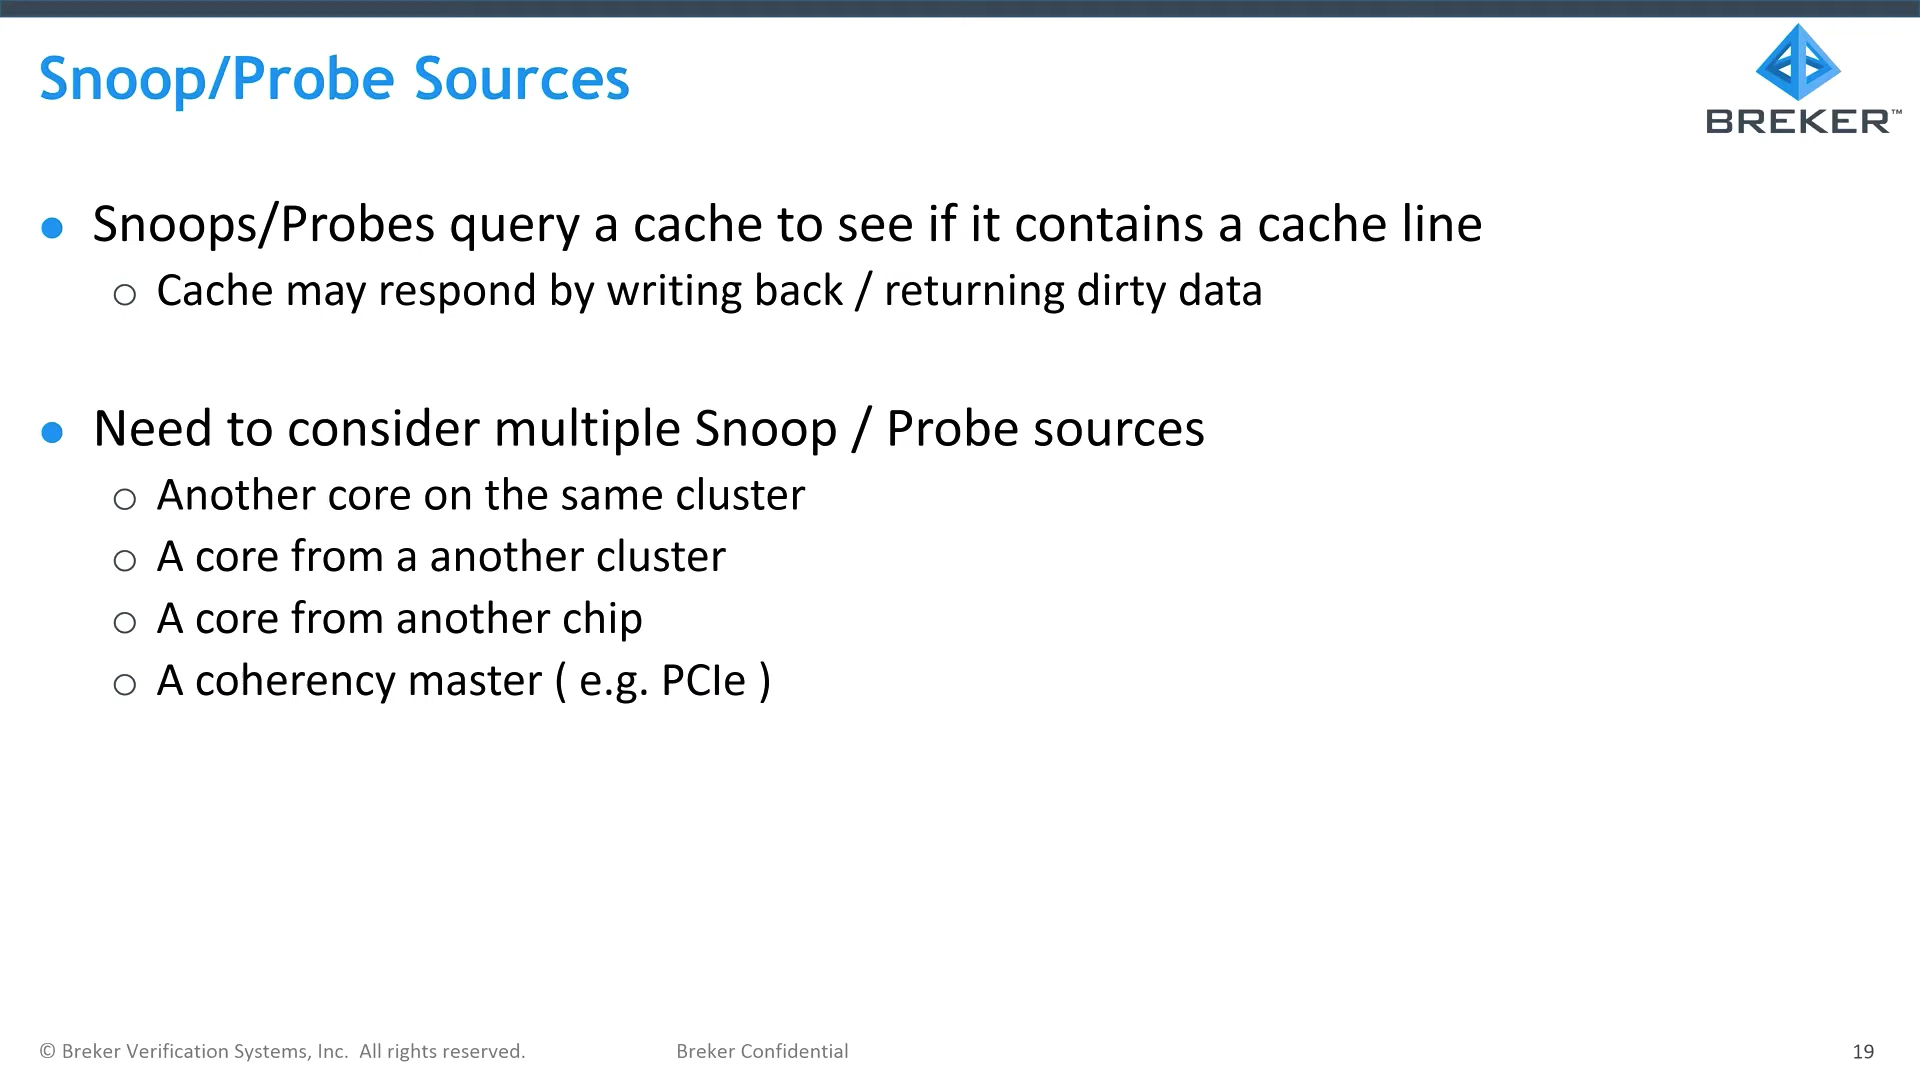 Snoop/Probe Sources
BREKER™
● Snoops/Probes query a cache to see if it contains a cache line
○ Cache may respond by writing back / returning dirty data
● Need to consider multiple Snoop / Probe sources
○ Another core on the same cluster
○ A core from a another cluster
○ A core from another chip
○ A coherency master ( e.g. PCIe )
© Breker Verification Systems, Inc. All rights reserved. Breker Confidential 19